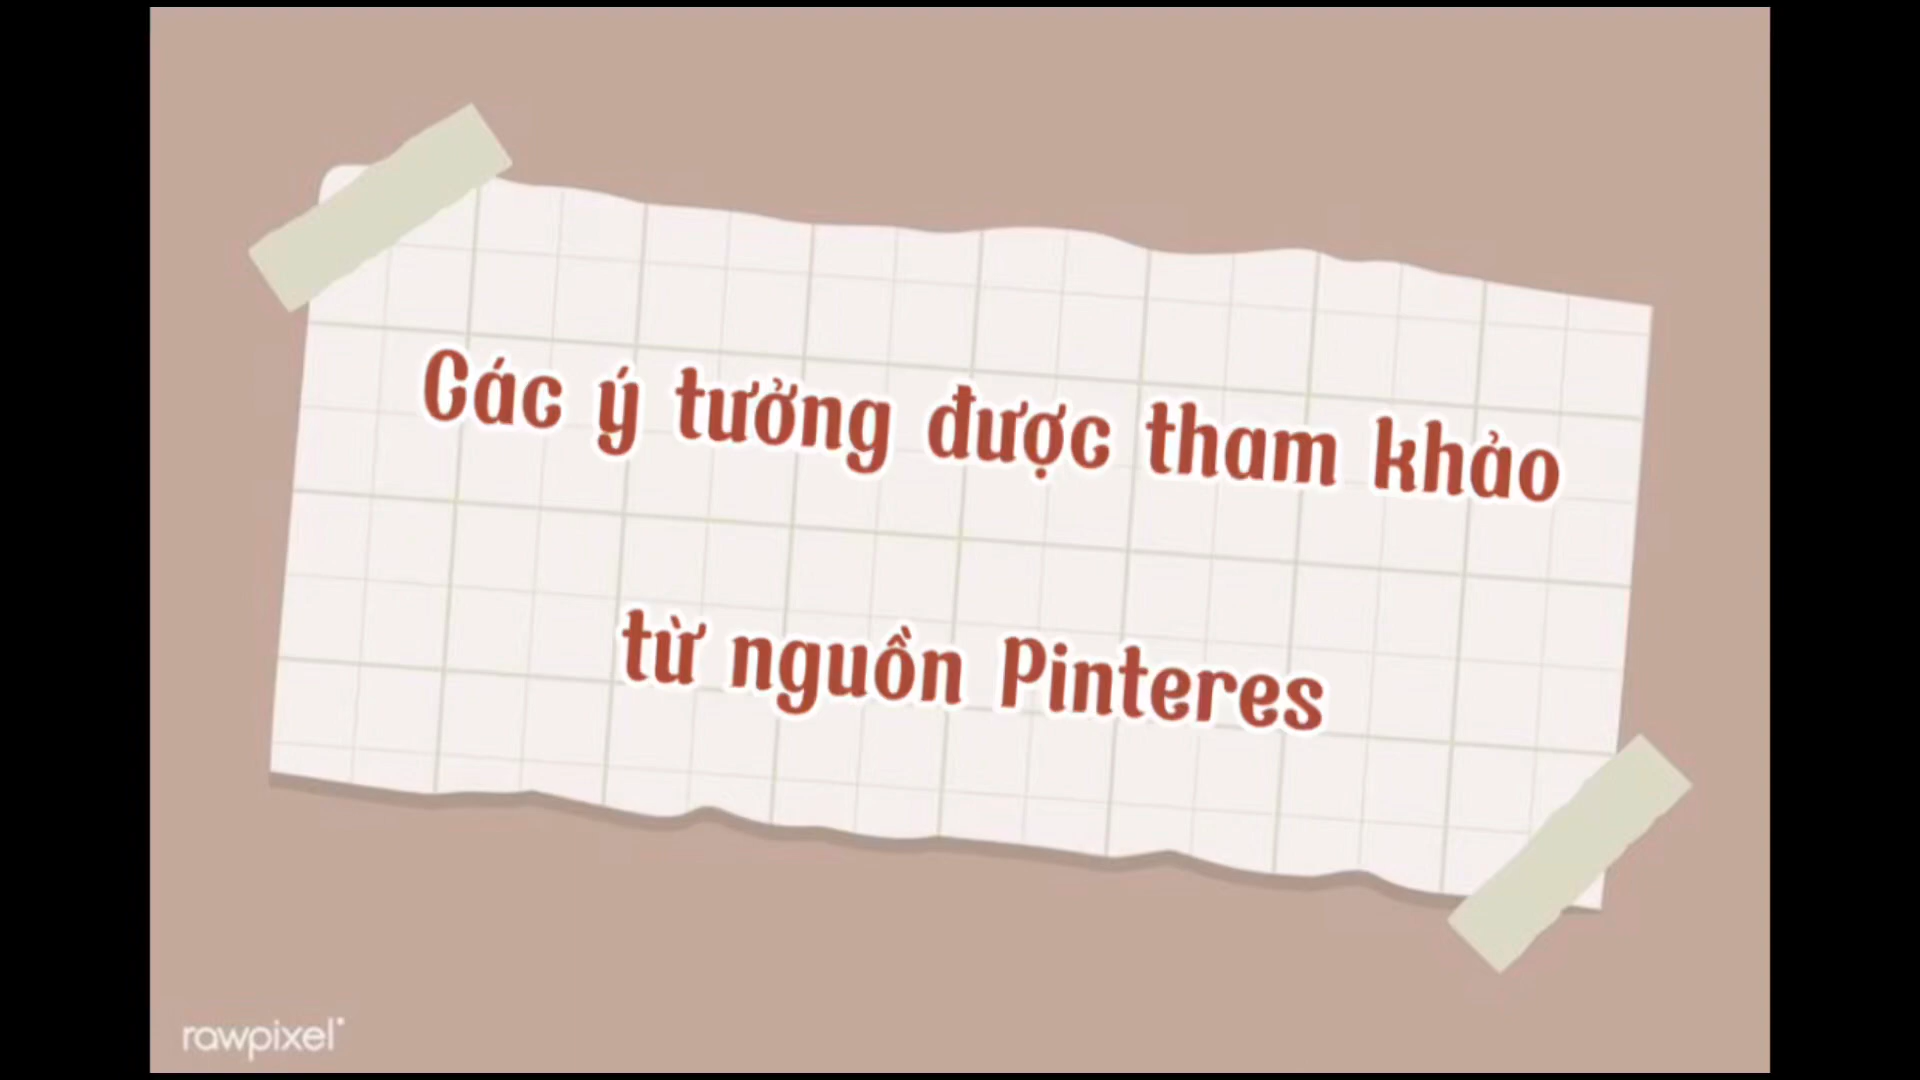 Các ý tưởng được tham khảo
từ nguồn Pinteres
rawpixel